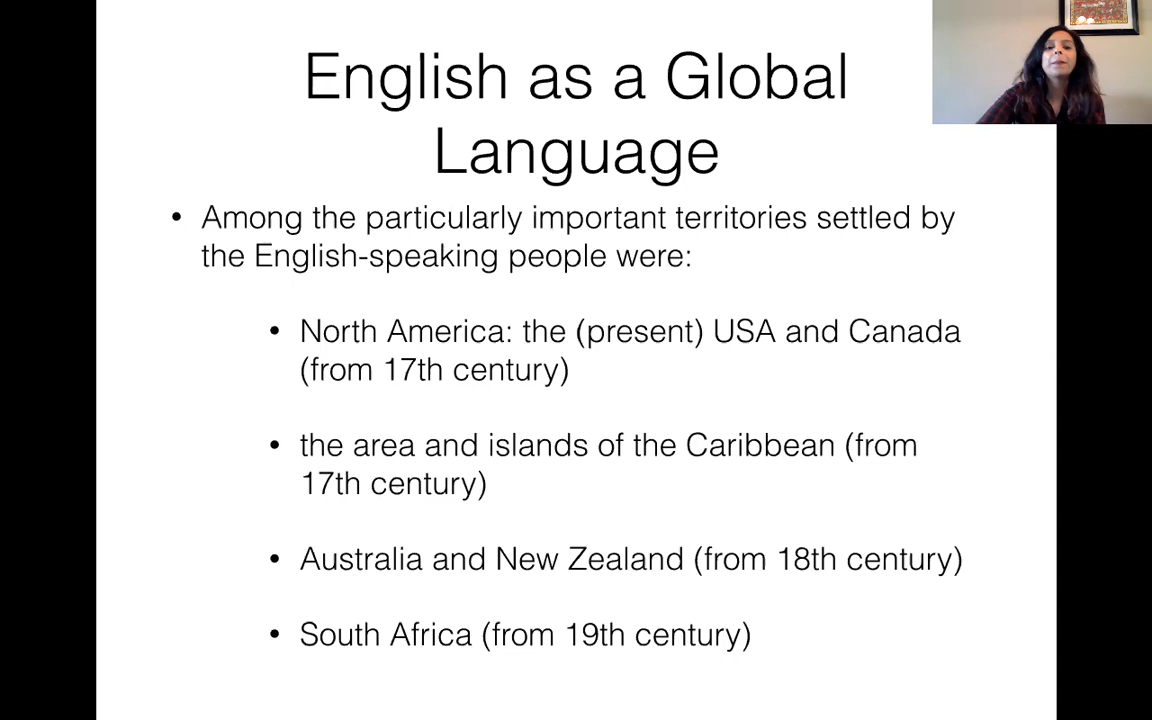 English as a Global
Language
• Among the particularly important territories settled by
the English-speaking people were:
• North America: the (present) USA and Canada
(from 17th century)
• the area and islands of the Caribbean (from
17th century)
• Australia and New Zealand (from 18th century)
• South Africa (from 19th century)